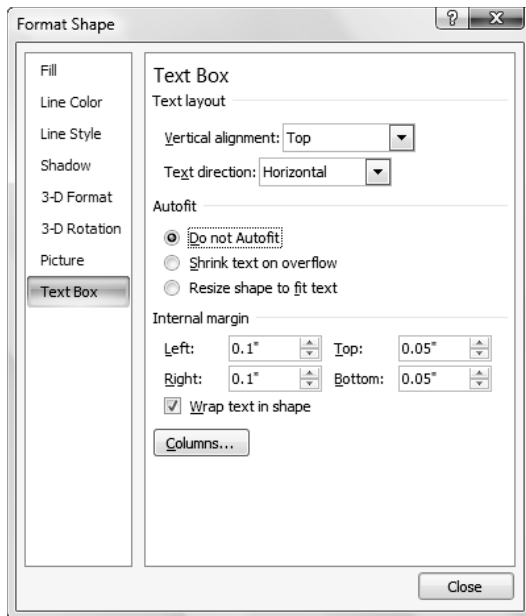 Format Shape
?
Fill
Line Color
Line Style
Shadow
3-D Format
3-D Rotation
Picture
Text Box
Text Box
Text layout
Vertical alignment: Top
Text direction: Horizontal
Autofit
Do not Autofit
Shrink text on overflow
Resize shape to fit text
Internal margin
Left: 0.1" Top: 0.05"
Right: 0.1" Bottom: 0.05"
Wrap text in shape
Columns...
Close